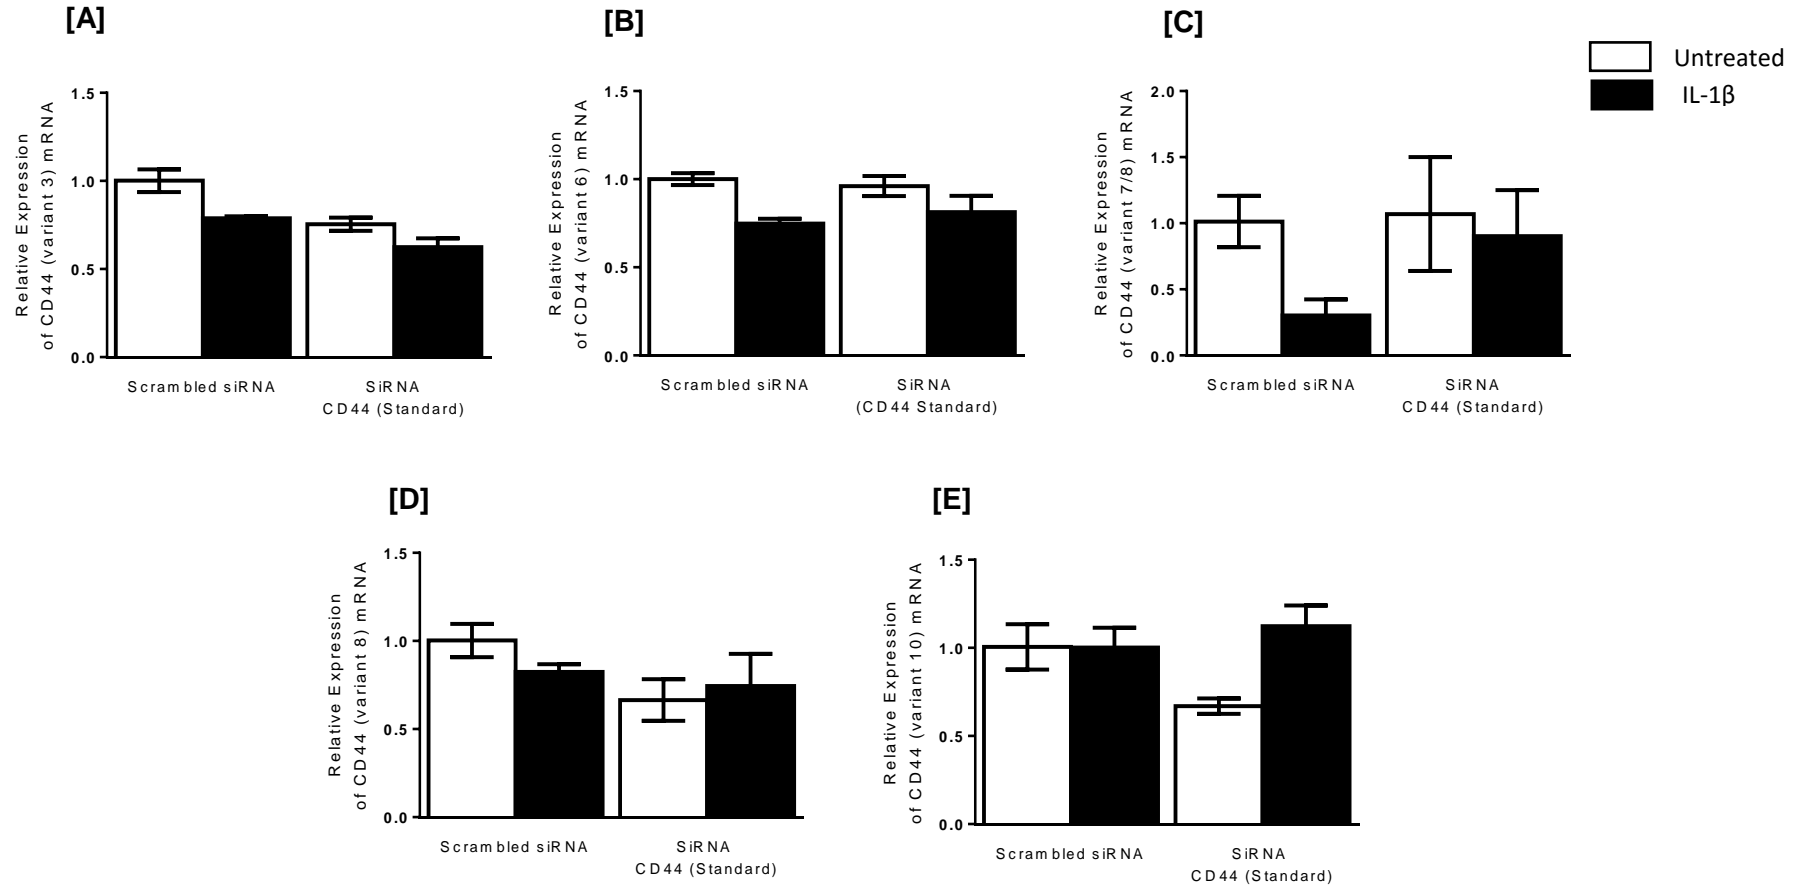 [A]
Relative Expression
of CD44 (variant 3) mRNA
1.5
1.0
0.5
0.0
Scrambled siRNA
SiRNA
CD44 (Standard)
[B]
Relative Expression
of CD44 (variant 6) mRNA
1.5
1.0
0.5
0.0
Scrambled siRNA
SiRNA
(CD44 Standard)
[C]
Relative Expression
of CD44 (variant 7/8) mRNA
2.0
1.5
1.0
0.5
0.0
Scrambled siRNA
SiRNA
CD44 (Standard)
Untreated
IL-1β
[D]
Relative Expression
of CD44 (variant 8) mRNA
1.5
1.0
0.5
0.0
Scrambled siRNA
SiRNA
CD44 (Standard)
[E]
Relative Expression
of CD44 (variant 10) mRNA
1.5
1.0
0.5
0.0
Scrambled siRNA
SiRNA
CD44 (Standard)